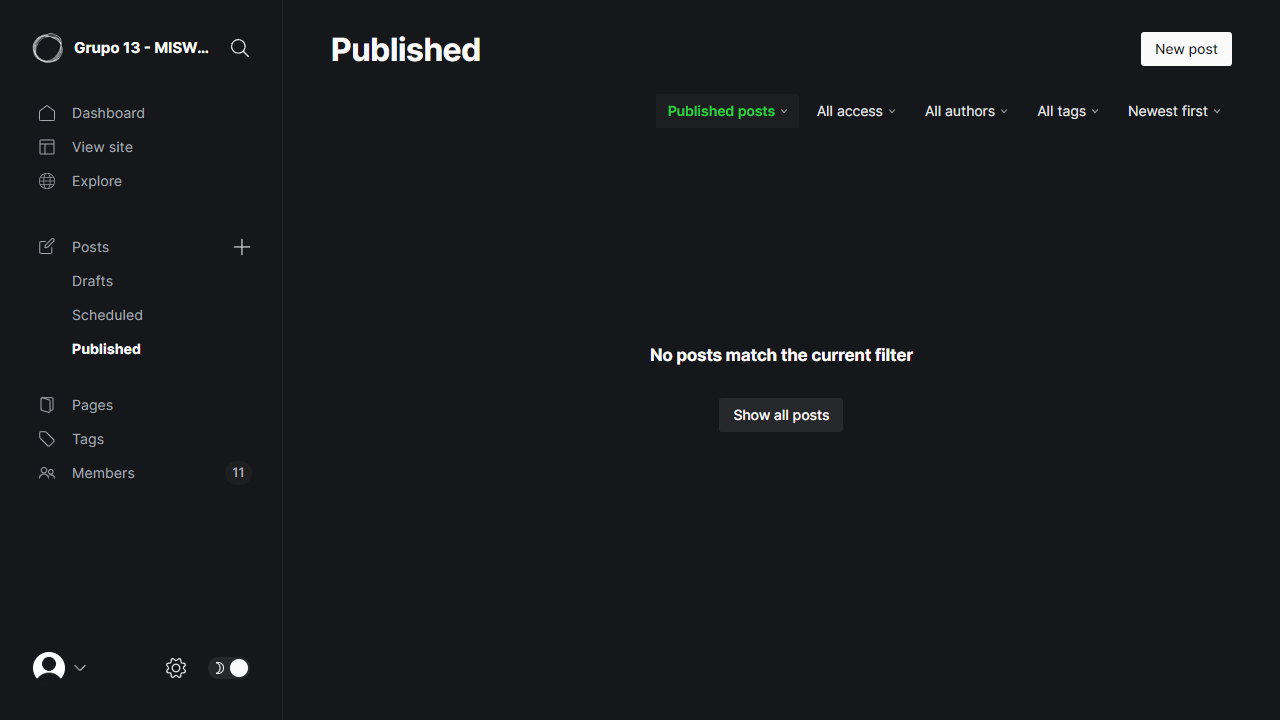 Grupo 13 - MISW...
Dashboard
View site
Explore
Posts
Drafts
Scheduled
Published
Pages
Tags
Members 11
Published
New post
Published posts All access All authors All tags Newest first
No posts match the current filter
Show all posts